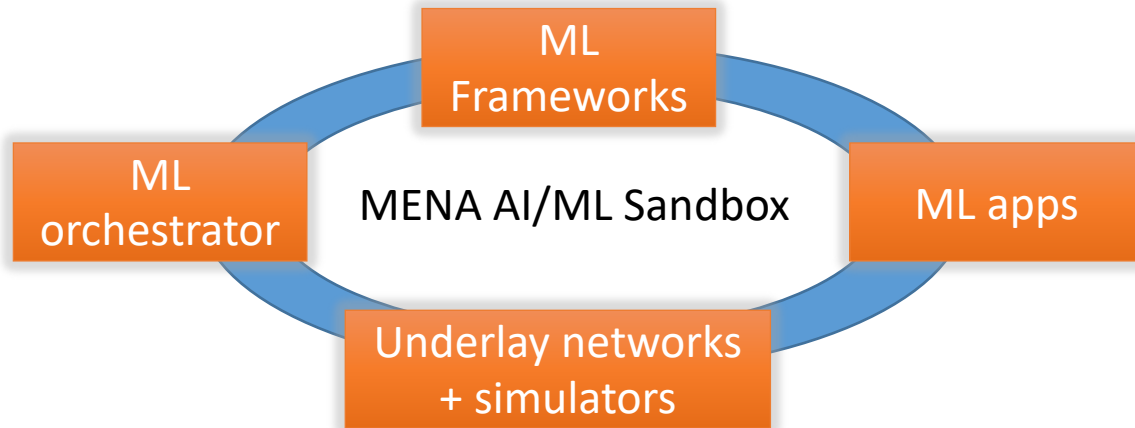 ML
Frameworks
ML
orchestrator
MENA AI/ML Sandbox
ML apps
Underlay networks
+ simulators